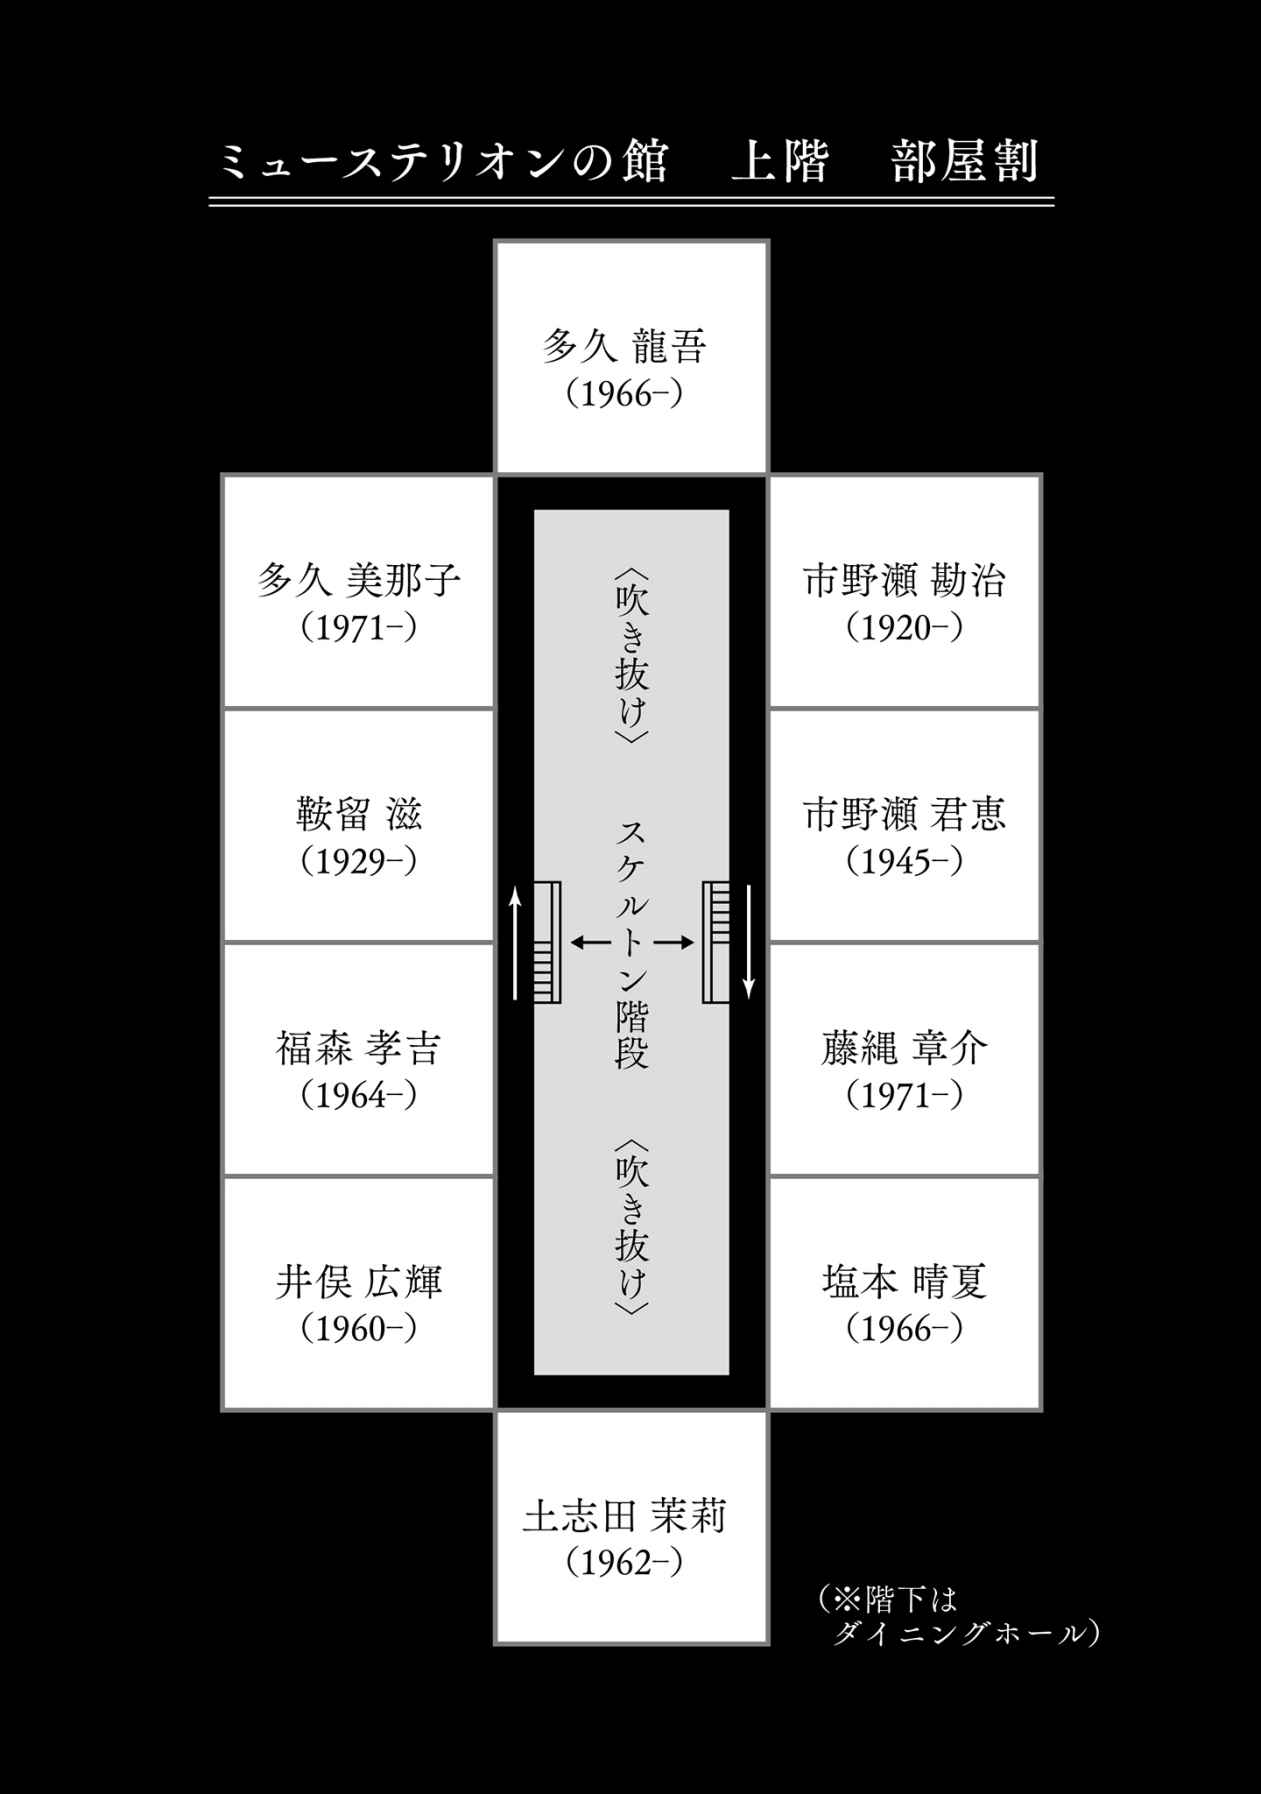 ミューステリオンの館　上階　部屋割
多久 龍吾
（1966–）
多久 美那子
（1971–）
鞍留 滋
（1929–）
福森 孝吉
（1964–）
井俣 広輝
（1960–）
〈吹き抜け〉
スケルトン階段
〈吹き抜け〉
市野瀬 勘治
（1920–）
市野瀬 君恵
（1945–）
藤縄 章介
（1971–）
塩本 晴夏
（1966–）
土志田 茉莉
（1962–）
（※階下は
ダイニングホール）